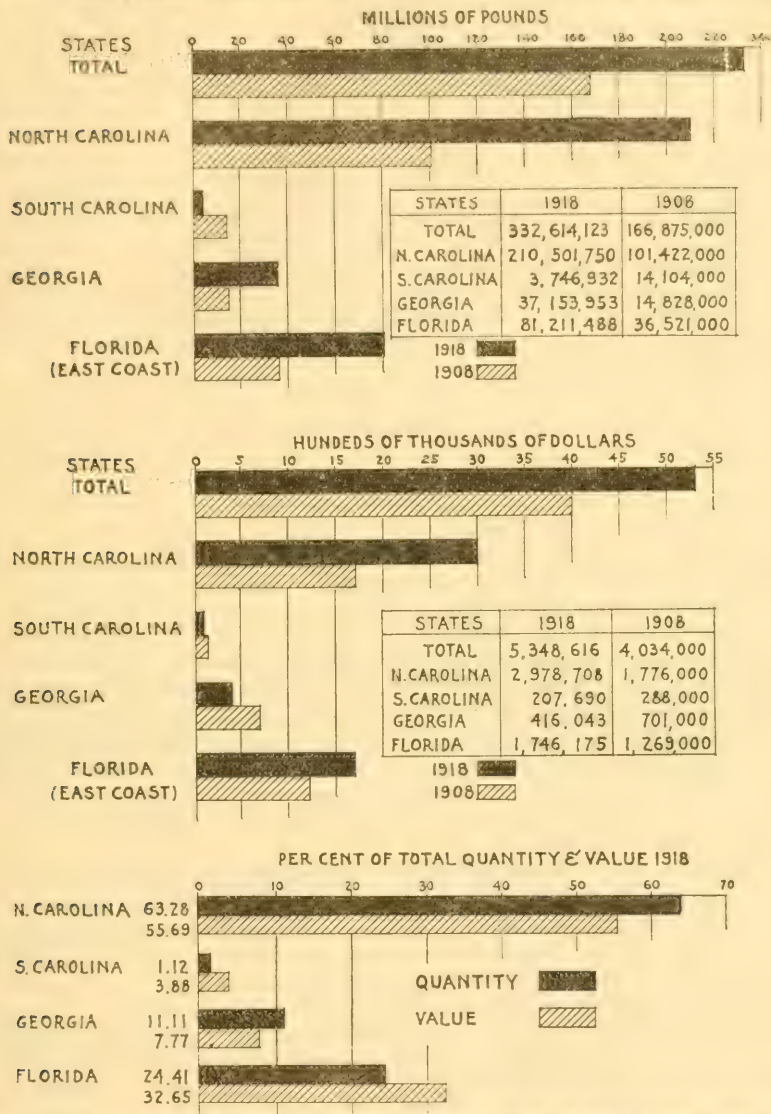 MILLIONS OF POUNDS
0 20 40 60 80 100 120 140 160 180 200 220 340
STATES
TOTAL
NORTH CAROLINA
SOUTH CAROLINA
GEORGIA
FLORIDA
(EAST COAST)
STATES 1918 1908
TOTAL 332,614,123 166,875,000
N.CAROLINA 210,501,750 101,422,000
S.CAROLINA 3,746,932 14,104,000
GEORGIA 37,153,953 14,828,000
FLORIDA 81,211,488 36,521,000
1918
1908
HUNDEDS OF THOUSANDS OF DOLLARS
0 5 10 15 20 25 30 35 40 45 50 55
STATES
TOTAL
NORTH CAROLINA
SOUTH CAROLINA
GEORGIA
FLORIDA
(EAST COAST)
STATES 1918 1908
TOTAL 5,348,616 4,034,000
N.CAROLINA 2,978,708 1,776,000
S.CAROLINA 207,690 288,000
GEORGIA 416,043 701,000
FLORIDA 1,746,175 1,269,000
1918
1908
PER CENT OF TOTAL QUANTITY & VALUE 1918
0 10 20 30 40 50 60 70
N. CAROLINA 63.28
55.69
S. CAROLINA 1.12
3.88
GEORGIA 11.11
7.77
FLORIDA 24.41
32.65
QUANTITY
VALUE